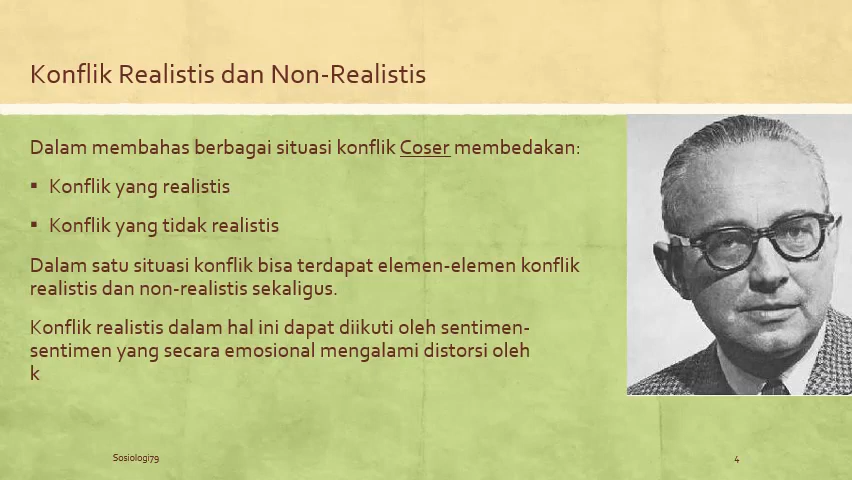 Konflik Realistis dan Non-Realistis
Dalam membahas berbagai situasi konflik Coser membedakan:
▪ Konflik yang realistis
▪ Konflik yang tidak realistis
Dalam satu situasi konflik bisa terdapat elemen-elemen konflik
realistis dan non-realistis sekaligus.
Konflik realistis dalam hal ini dapat diikuti oleh sentimen-
sentimen yang secara emosional mengalami distorsi oleh
k
Sosiologi79
4